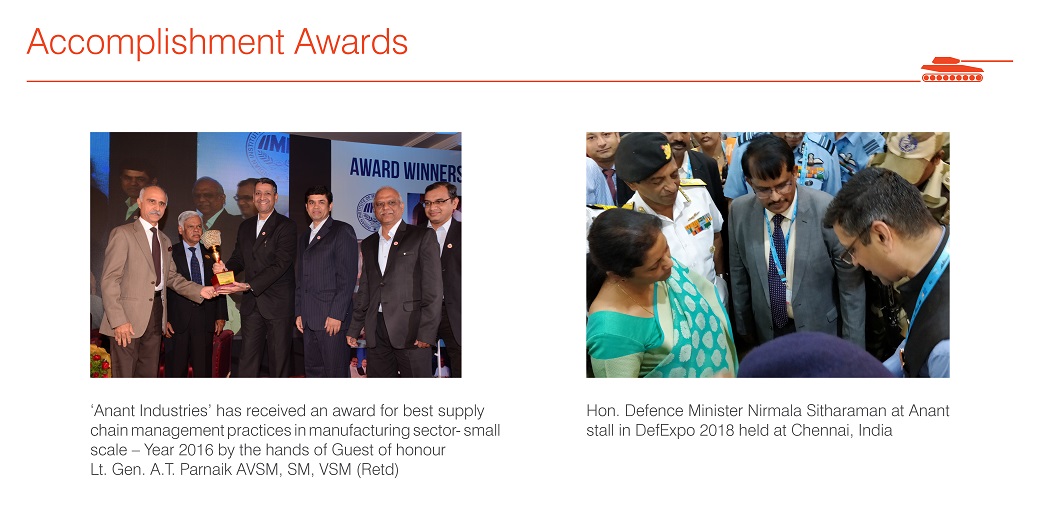 Accomplishment Awards
IIMM
AWARD WINNERS
‘Anant Industries’ has received an award for best supply
chain management practices in manufacturing sector- small
scale – Year 2016 by the hands of Guest of honour
Lt. Gen. A.T. Parnaik AVSM, SM, VSM (Retd)
Hon. Defence Minister Nirmala Sitharaman at Anant
stall in DefExpo 2018 held at Chennai, India